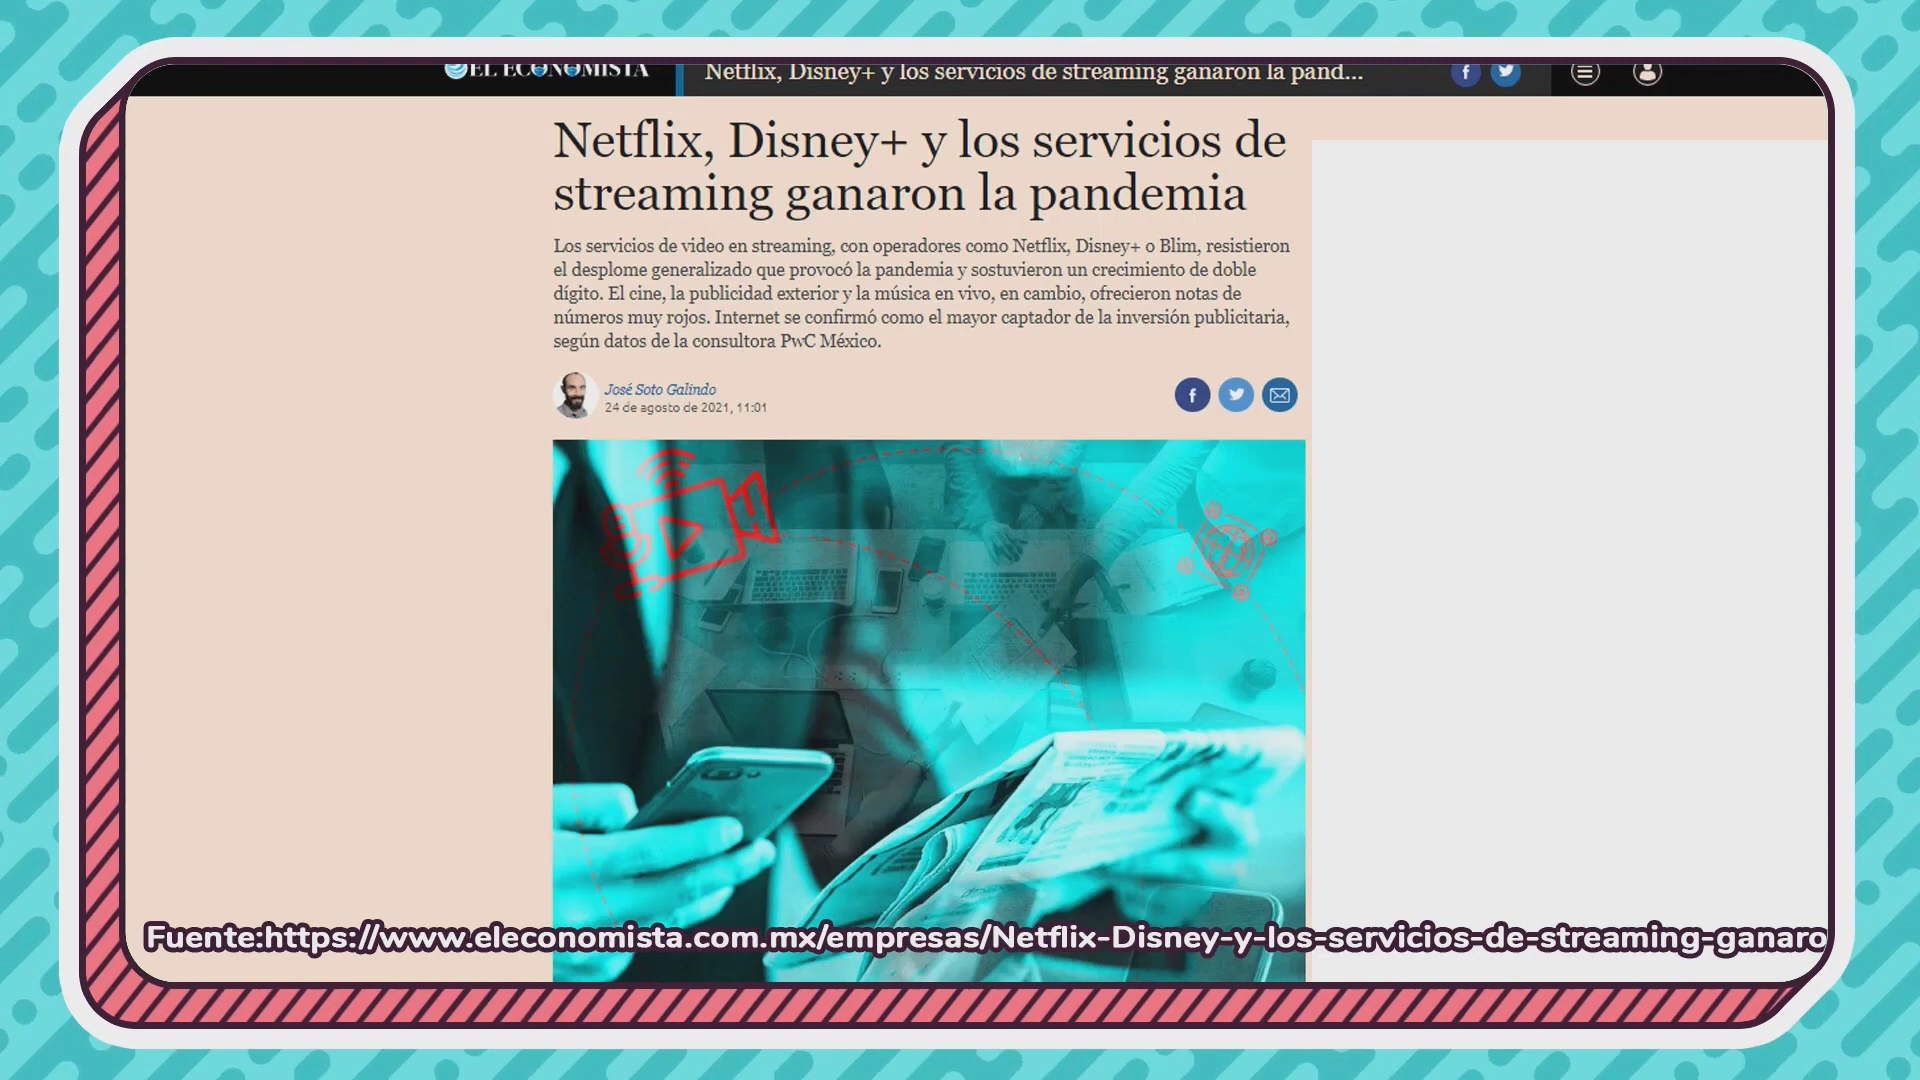 EL ECONOMISTA
Netflix, Disney+ y los servicios de streaming ganaron la pand...
Netflix, Disney+ y los servicios de
streaming ganaron la pandemia
Los servicios de video en streaming, con operadores como Netflix, Disney+ o Blim, resistieron
el desplome generalizado que provocó la pandemia y sostuvieron un crecimiento de doble
dígito. El cine, la publicidad exterior y la música en vivo, en cambio, ofrecieron notas de
números muy rojos. Internet se confirmó como el mayor captador de la inversión publicitaria,
según datos de la consultora PwC México.
José Soto Galindo
24 de agosto de 2021, 11:01
Fuente:https://www.eleconomista.com.mx/empresas/Netflix-Disney-y-los-servicios-de-streaming-ganaro